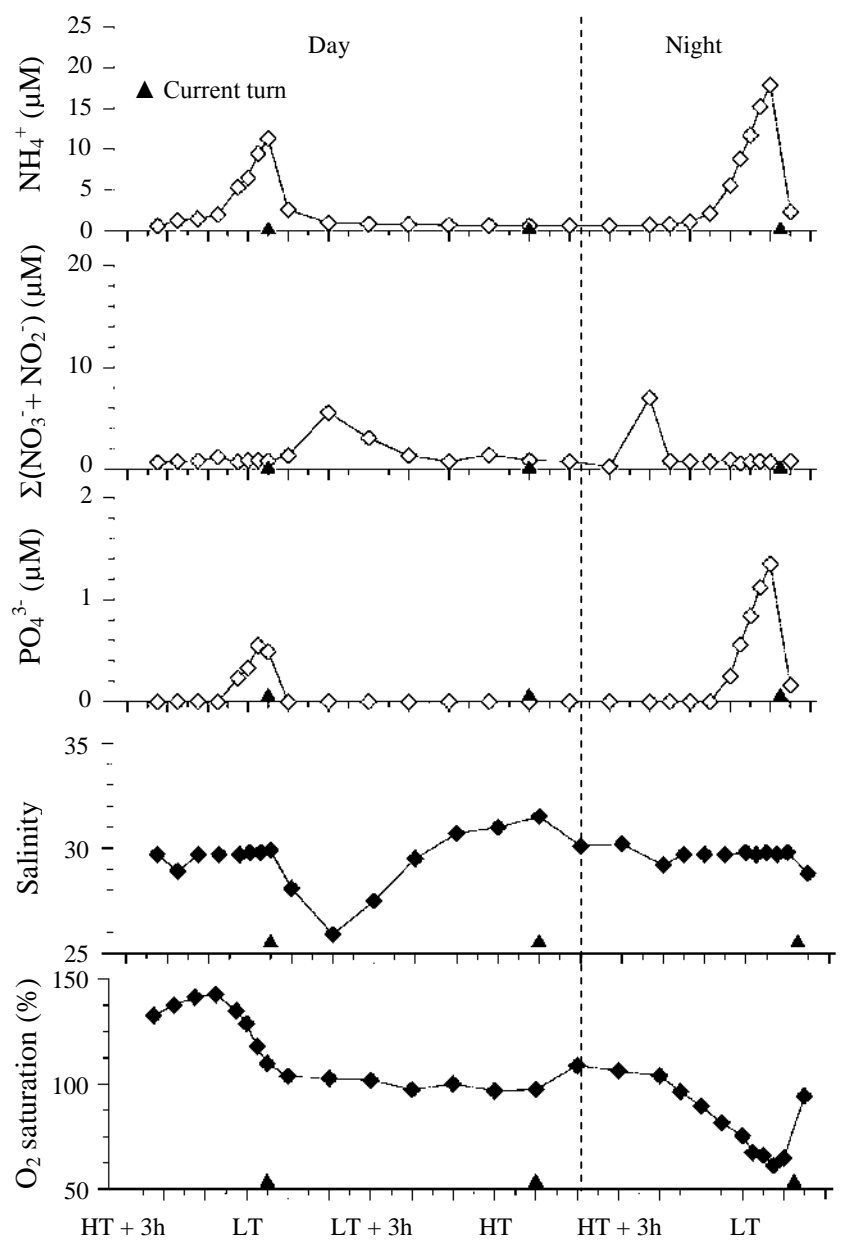 Day
Night
▲ Current turn
NH₄⁺ (µM)
25
20
15
10
5
0
Σ(NO₃⁻ + NO₂⁻) (µM)
20
10
0
PO₄³⁻ (µM)
2
1
0
Salinity
35
30
25
O₂ saturation (%)
150
100
50
HT + 3h LT LT + 3h HT HT + 3h LT